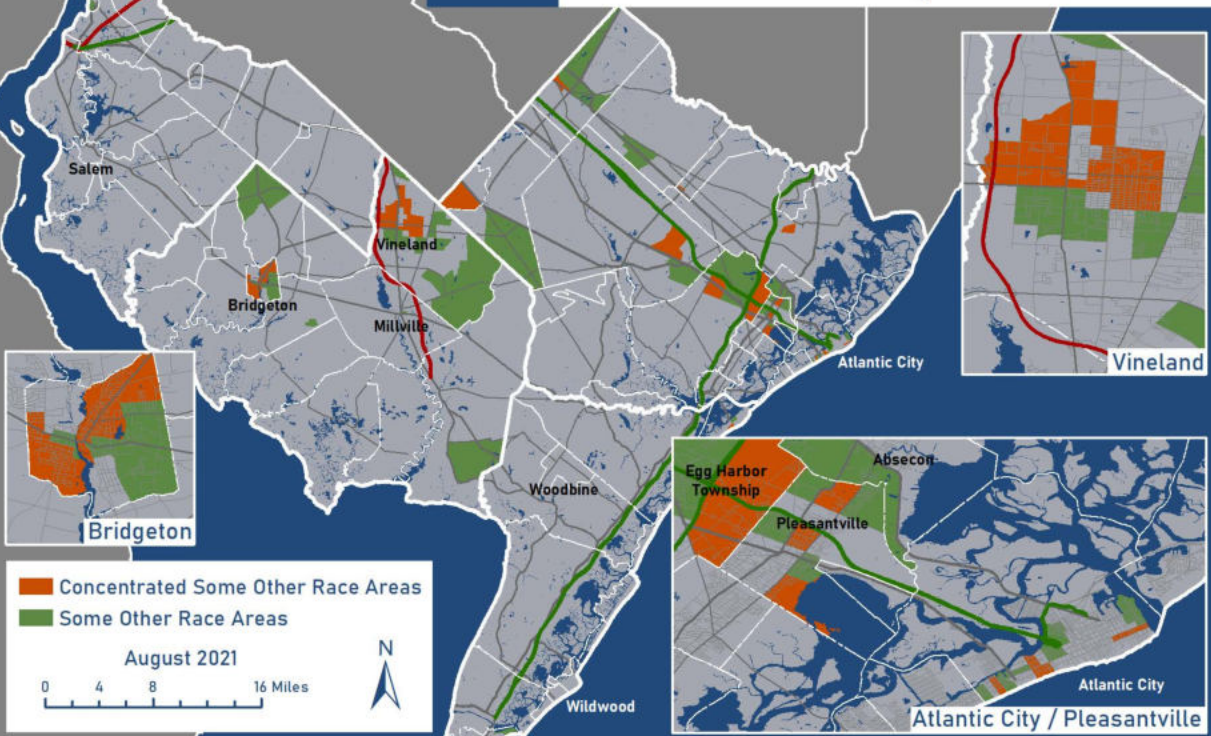 Salem
Vineland
Bridgeton
Millville
Atlantic City
Woodbine
Wildwood
Vineland
Bridgeton
Egg Harbor
Township
Absecon
Pleasantville
Atlantic City
Atlantic City / Pleasantville
Concentrated Some Other Race Areas
Some Other Race Areas
August 2021
N
0 4 8 16 Miles